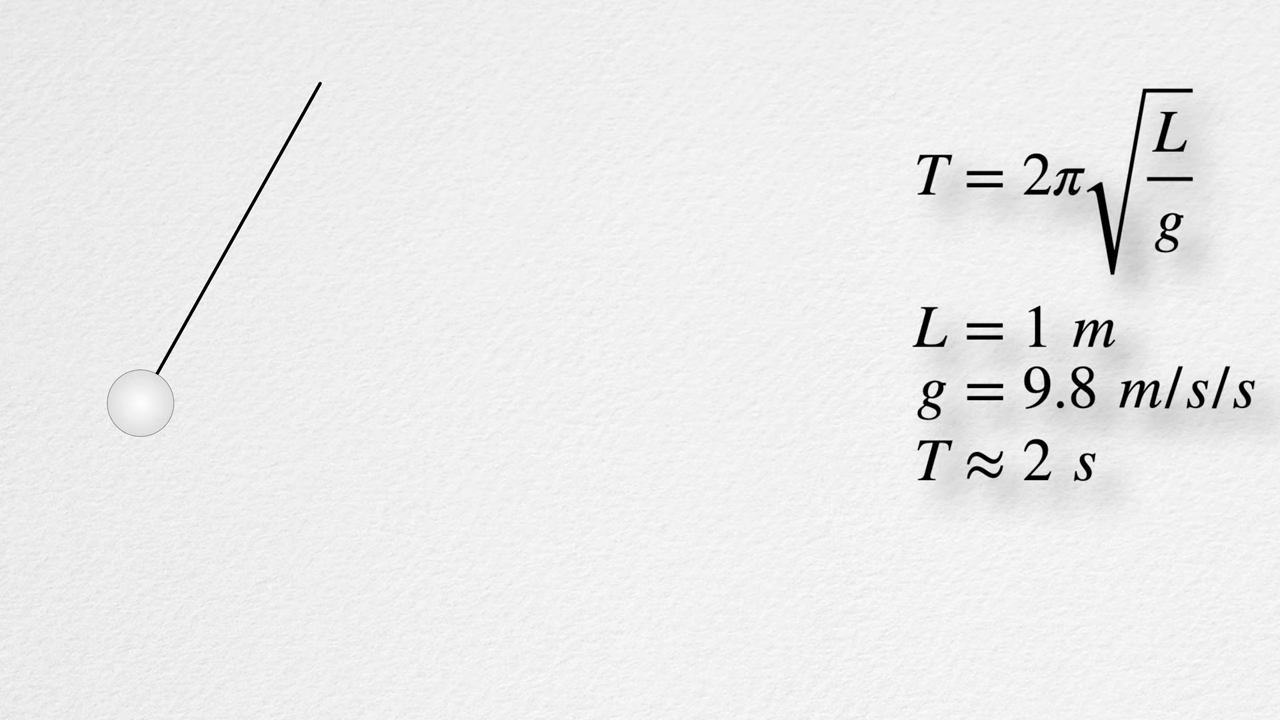 T = 2π√(L/g)
L = 1 m
g = 9.8 m/s/s
T ≈ 2 s